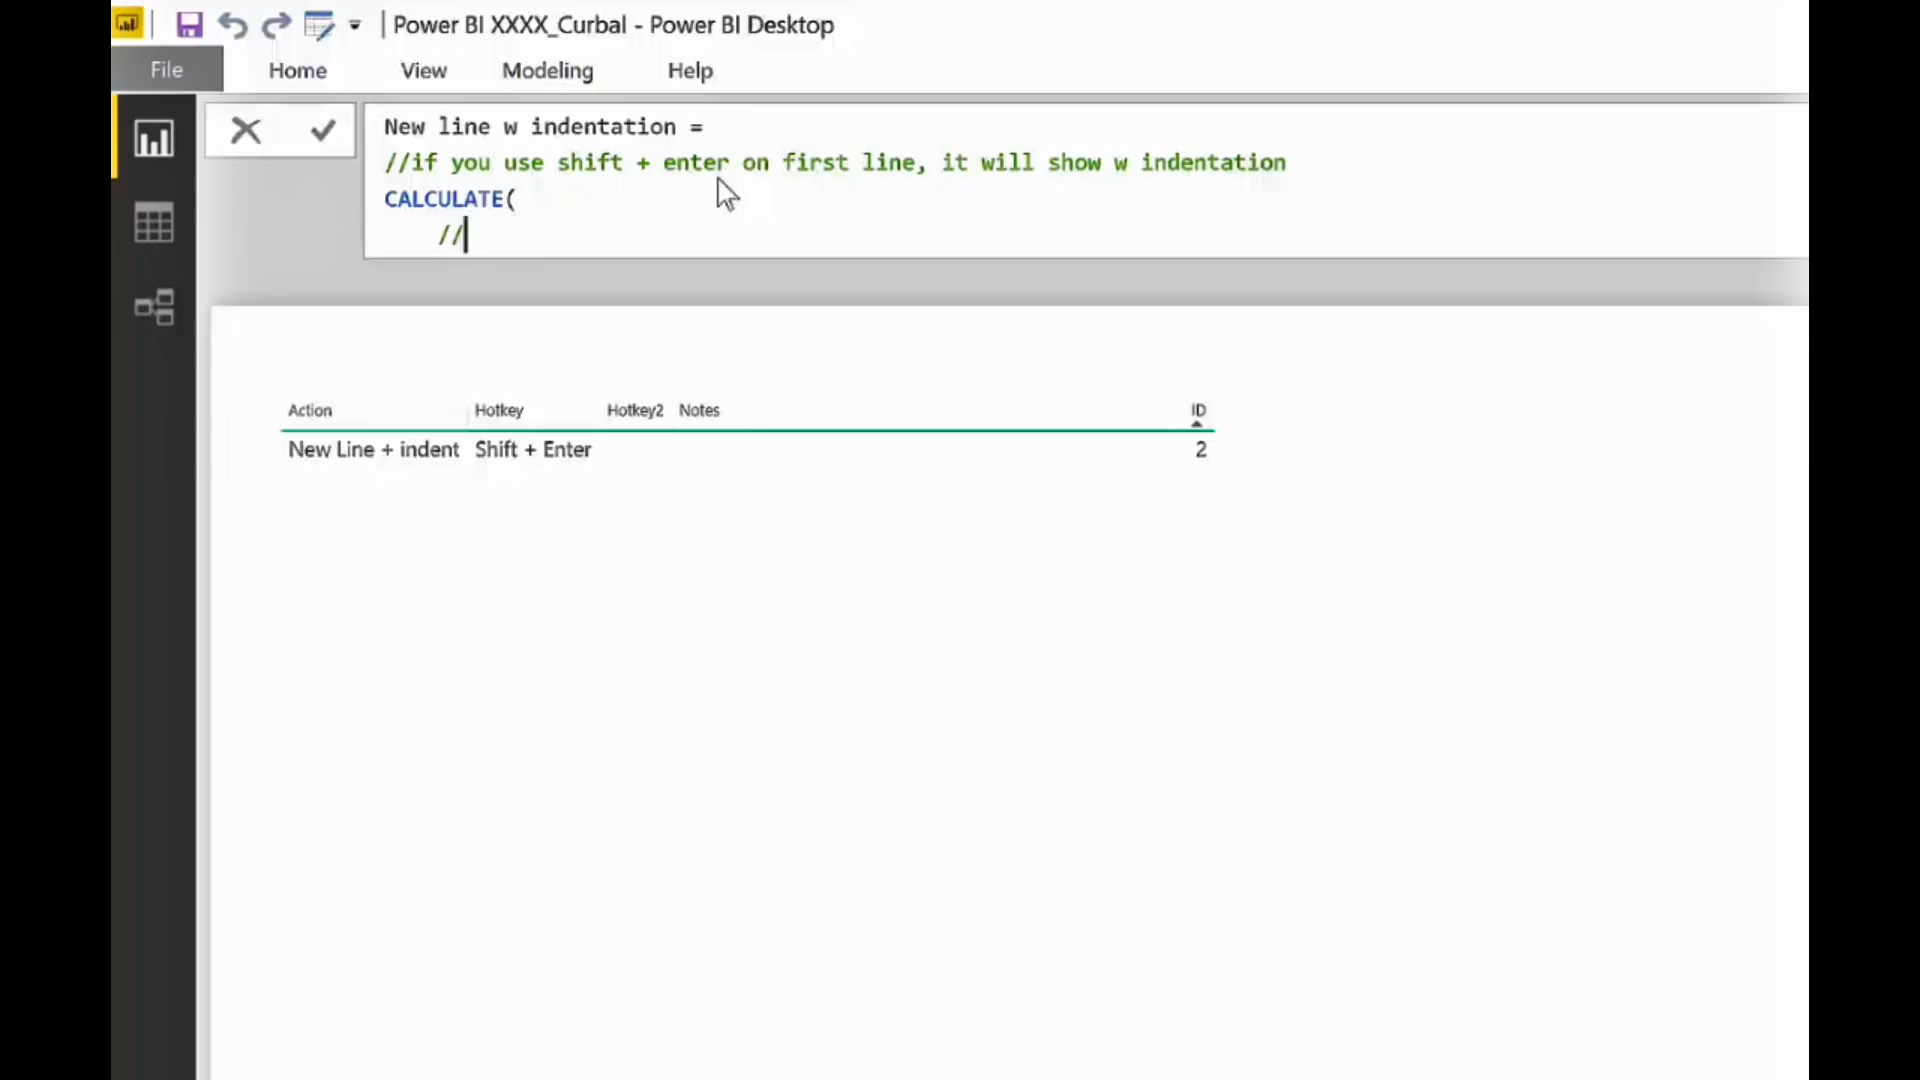 Power BI XXXX_Curbal - Power BI Desktop
File Home View Modeling Help
New line w indentation =
//if you use shift + enter on first line, it will show w indentation
CALCULATE(
//
Action Hotkey Hotkey2 Notes ID
New Line + indent Shift + Enter 2